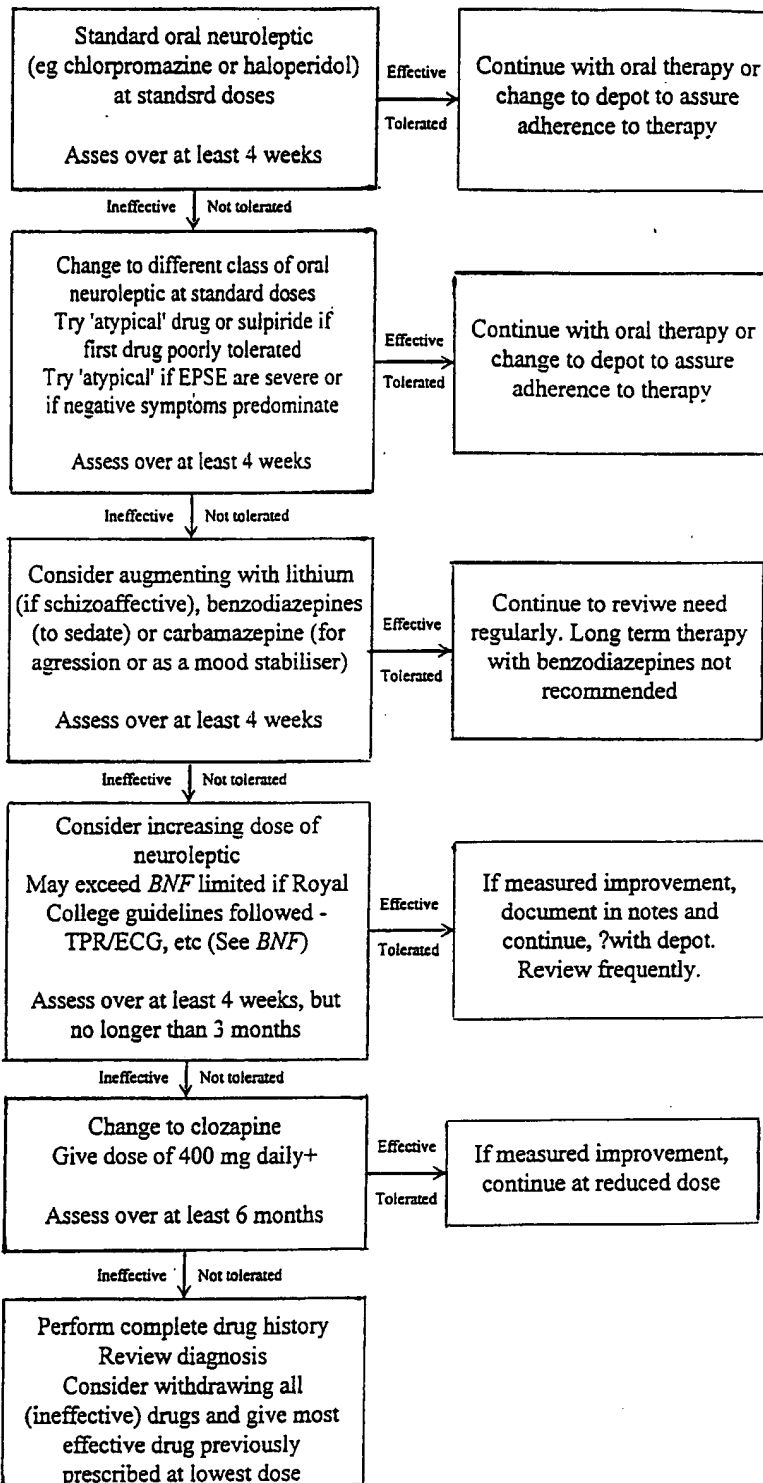 Standard oral neuroleptic
(eg chlorpromazine or haloperidol)
at standsrd doses
Asses over at least 4 weeks
Effective
Tolerated
Continue with oral therapy or
change to depot to assure
adherence to therapy
Ineffective Not tolerated
Change to different class of oral
neuroleptic at standard doses
Try 'atypical' drug or sulpiride if
first drug poorly tolerated
Try 'atypical' if EPSE are severe or
if negative symptoms predominate
Assess over at least 4 weeks
Effective
Tolerated
Continue with oral therapy or
change to depot to assure
adherence to therapy
Ineffective Not tolerated
Consider augmenting with lithium
(if schizoaffective), benzodiazepines
(to sedate) or carbamazepine (for
agression or as a mood stabiliser)
Assess over at least 4 weeks
Effective
Tolerated
Continue to reviwe need
regularly. Long term therapy
with benzodiazepines not
recommended
Ineffective Not tolerated
Consider increasing dose of
neuroleptic
May exceed BNF limited if Royal
College guidelines followed -
TPR/ECG, etc (See BNF)
Assess over at least 4 weeks, but
no longer than 3 months
Effective
Tolerated
If measured improvement,
document in notes and
continue, ?with depot.
Review frequently.
Ineffective Not tolerated
Change to clozapine
Give dose of 400 mg daily+
Assess over at least 6 months
Effective
Tolerated
If measured improvement,
continue at reduced dose
Ineffective Not tolerated
Perform complete drug history
Review diagnosis
Consider withdrawing all
(ineffective) drugs and give most
effective drug previously
prescribed at lowest dose